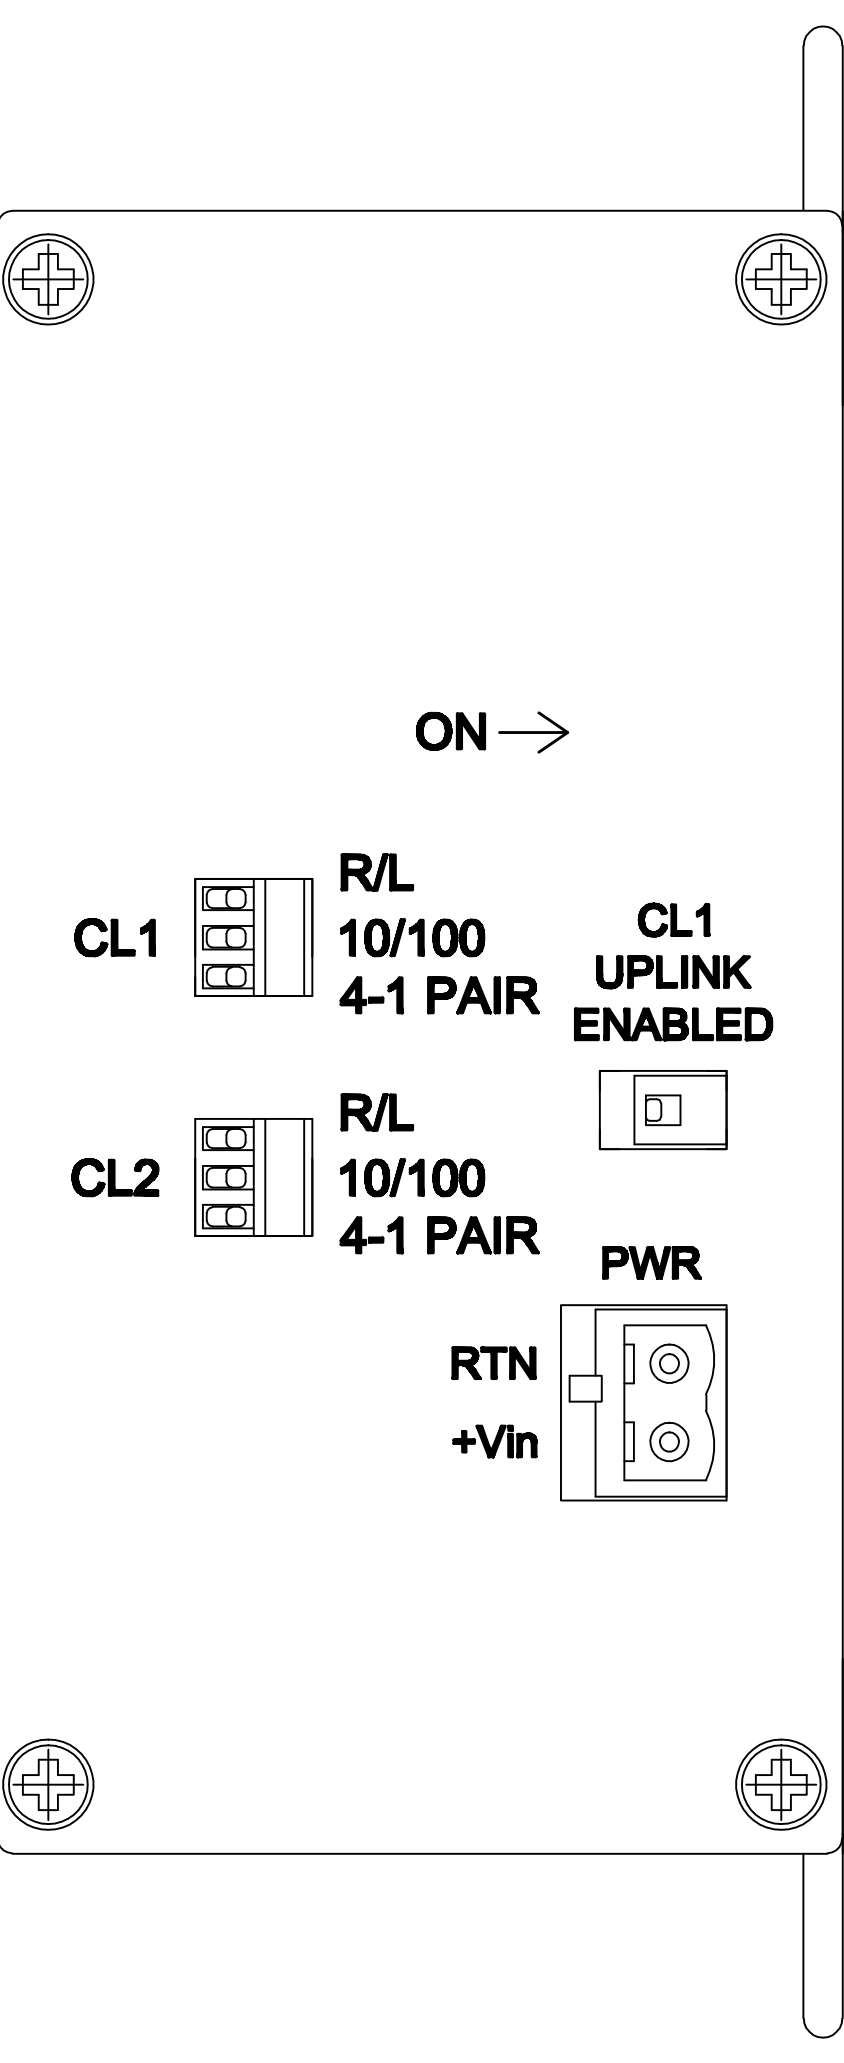 ON
R/L
CL1
10/100
4-1 PAIR
CL1
UPLINK
ENABLED
R/L
CL2
10/100
4-1 PAIR
PWR
RTN
+Vin